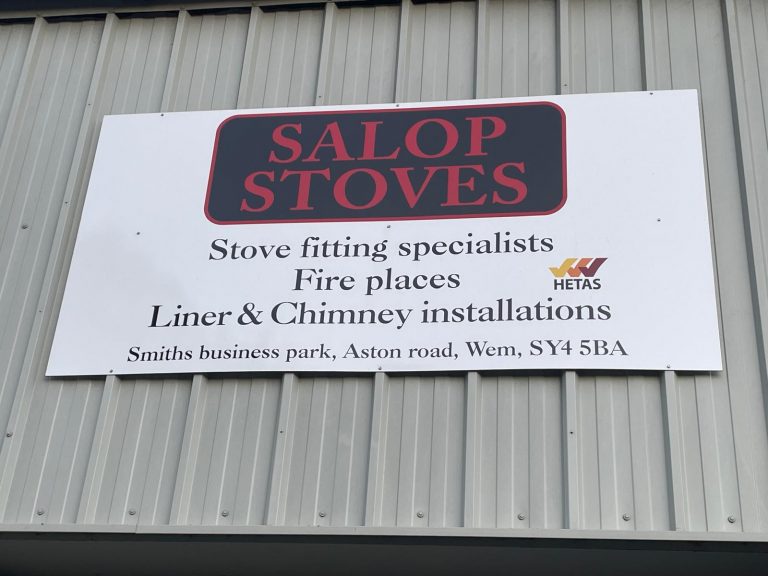 SALOP
STOVES
Stove fitting specialists
Fire places
HETAS
Liner & Chimney installations
Smiths business park, Aston road, Wem, SY4 5BA